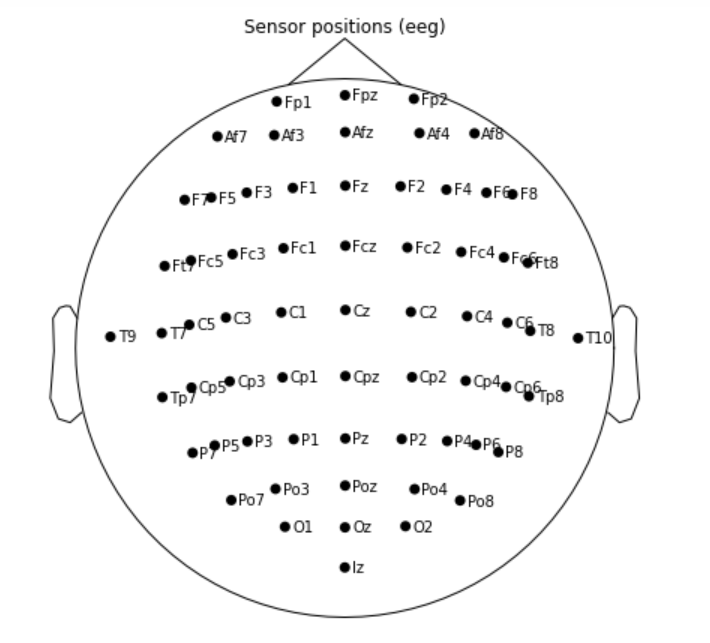 Sensor positions (eeg)
Fp1 Fpz Fp2
Af7 Af3 Afz Af4 Af8
F7 F5 F3 F1 Fz F2 F4 F6 F8
Ft7 Fc5 Fc3 Fc1 Fcz Fc2 Fc4 Fc6 Ft8
T9 T7 C5 C3 C1 Cz C2 C4 C6 T8 T10
Tp7 Cp5 Cp3 Cp1 Cpz Cp2 Cp4 Cp6 Tp8
P7 P5 P3 P1 Pz P2 P4 P6 P8
Po7 Po3 Poz Po4 Po8
O1 Oz O2
Iz